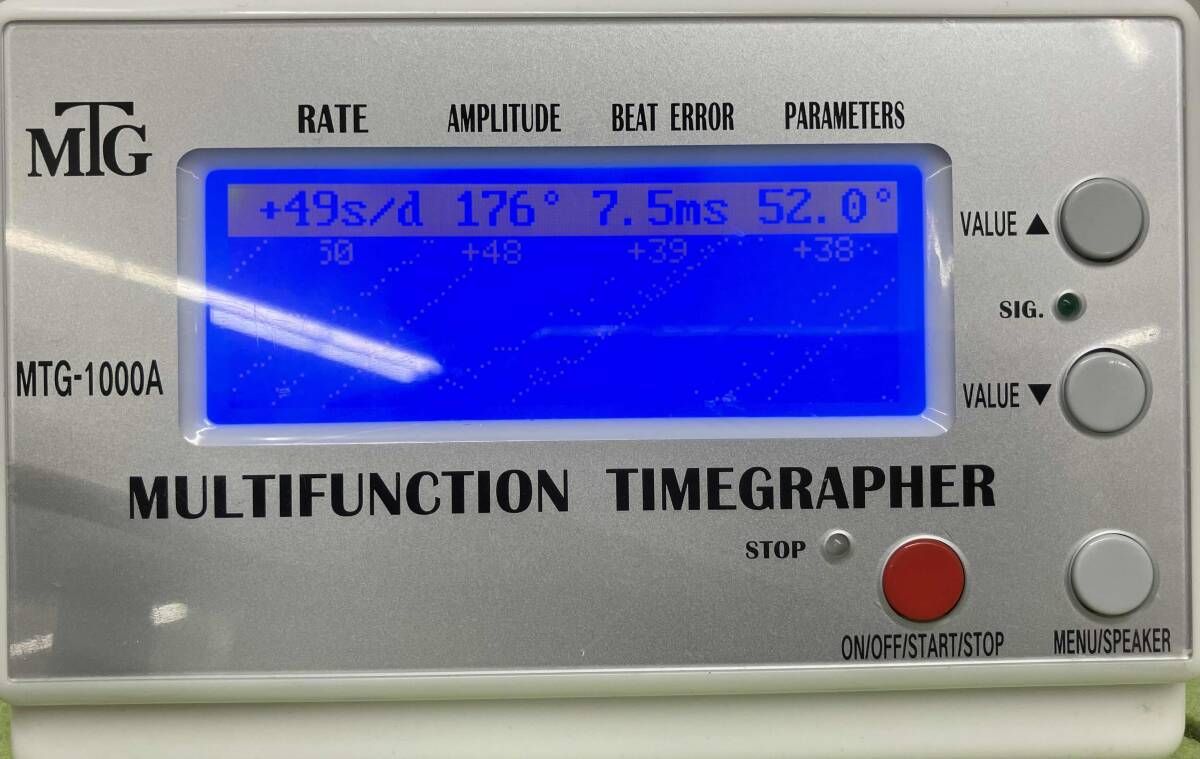 MTG
RATE AMPLITUDE BEAT ERROR PARAMETERS
+49s/d 176° 7.5ms 52.0°
50 +48 +39 +38
VALUE ▲
SIG.
MTG-1000A
VALUE ▼
MULTIFUNCTION TIMEGRAPHER
STOP
ON/OFF/START/STOP MENU/SPEAKER